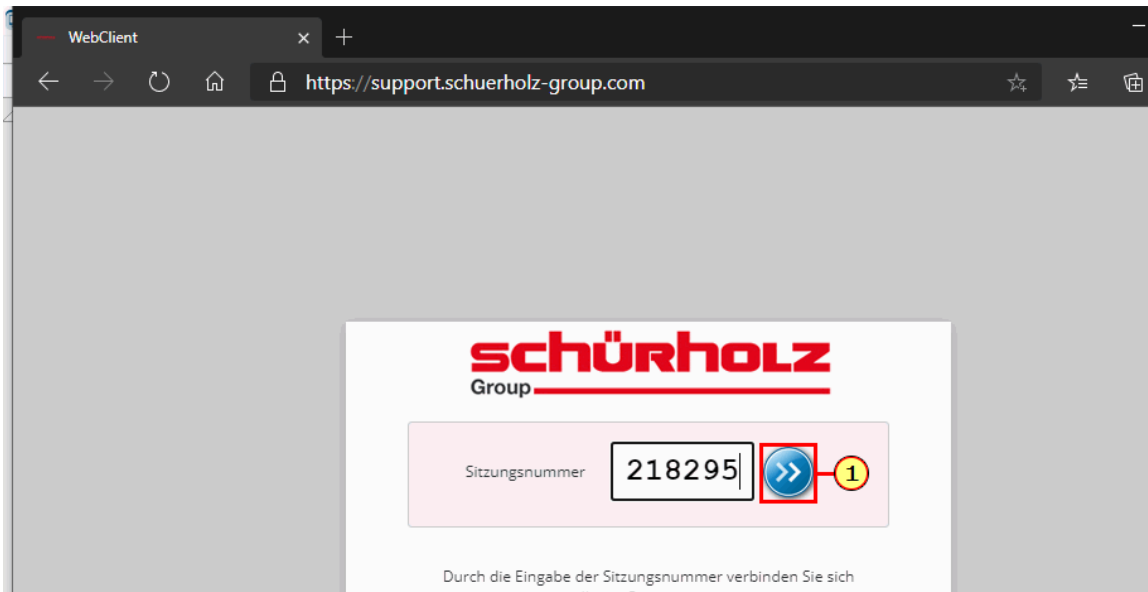 WebClient
https://support.schuerholz-group.com
schürholz
Group
Sitzungsnummer 218295 1
Durch die Eingabe der Sitzungsnummer verbinden Sie sich